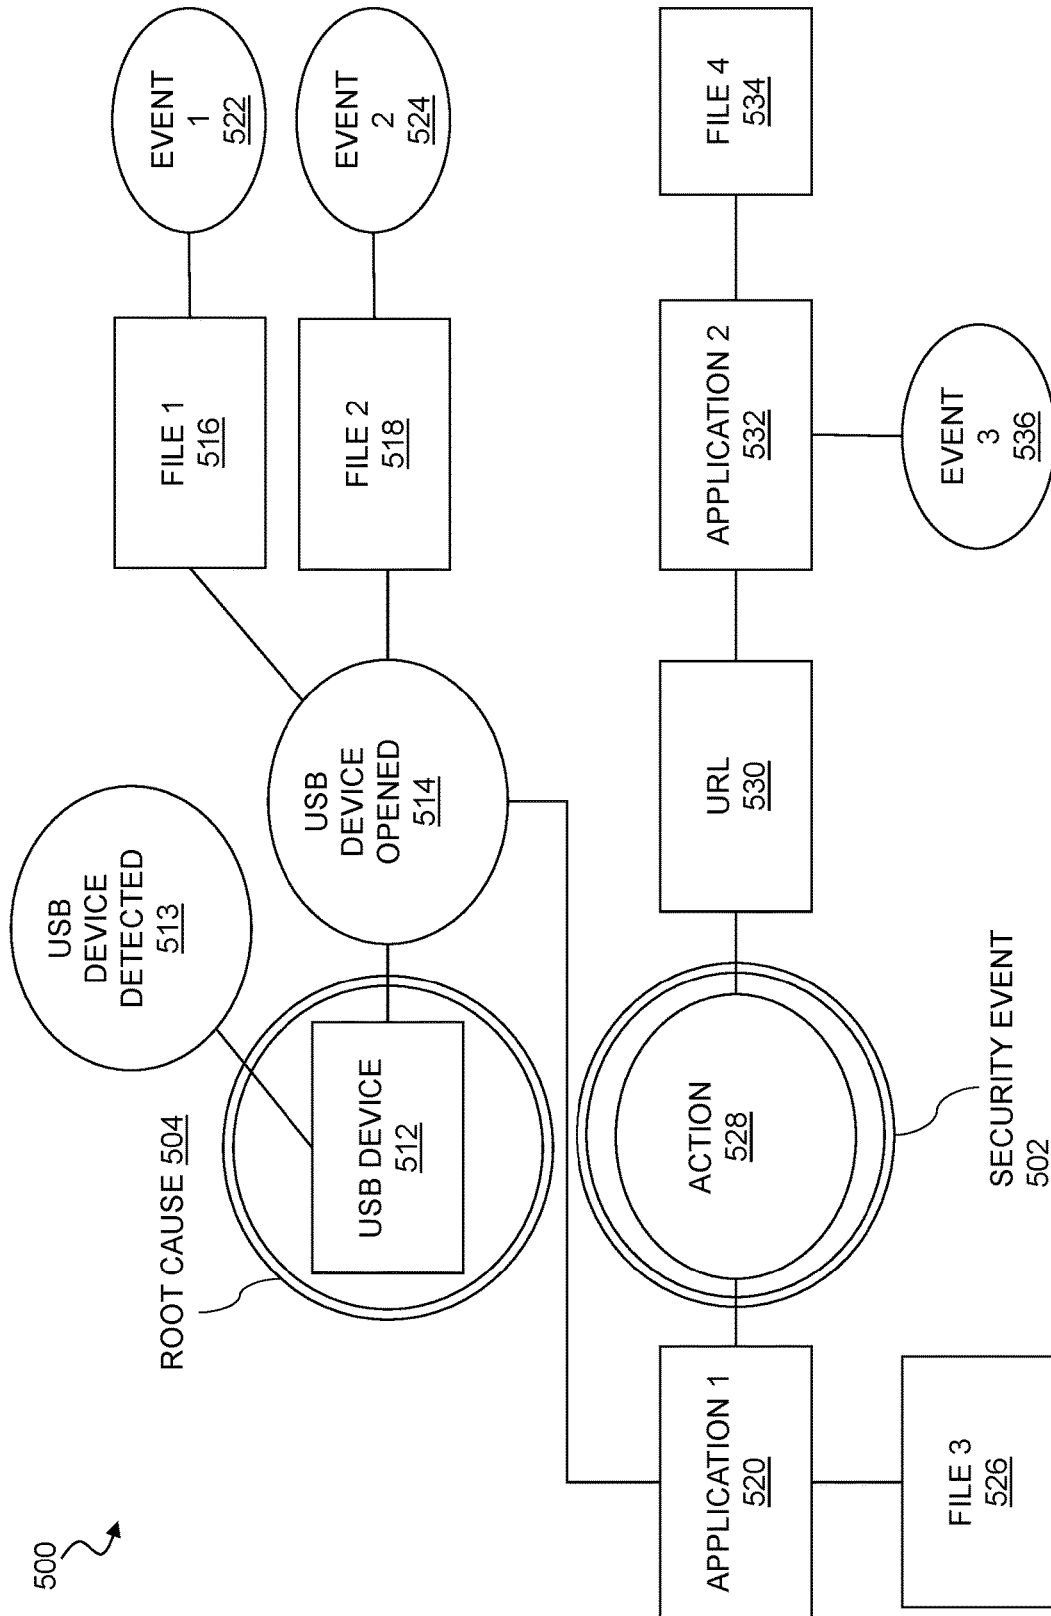 500
ROOT CAUSE 504
USB
DEVICE
DETECTED
513
USB DEVICE
512
USB
DEVICE
OPENED
514
FILE 1
516
EVENT
1
522
FILE 2
518
EVENT
2
524
APPLICATION 1
520
ACTION
528
URL
530
APPLICATION 2
532
FILE 4
534
FILE 3
526
SECURITY EVENT
502
EVENT
3
536